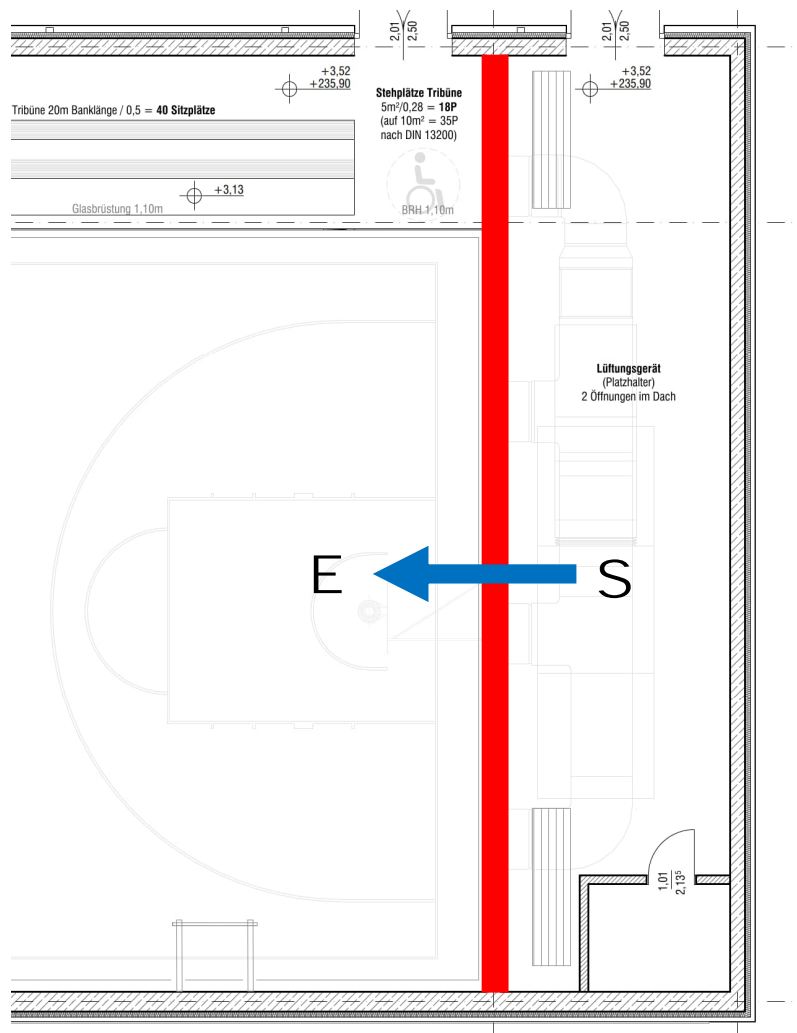 2,01
2,50
2,01
2,50
+3,52
+235,90
Stehplätze Tribüne
5m²/0,28 = 18P
(auf 10m² = 35P
nach DIN 13200)
+3,52
+235,90
Tribüne 20m Banklänge / 0,5 = 40 Sitzplätze
+3,13
Glasbrüstung 1,10m
BRH 1,10m
Lüftungsgerät
(Platzhalter)
2 Öffnungen im Dach
E
S
1,01
2,13⁵